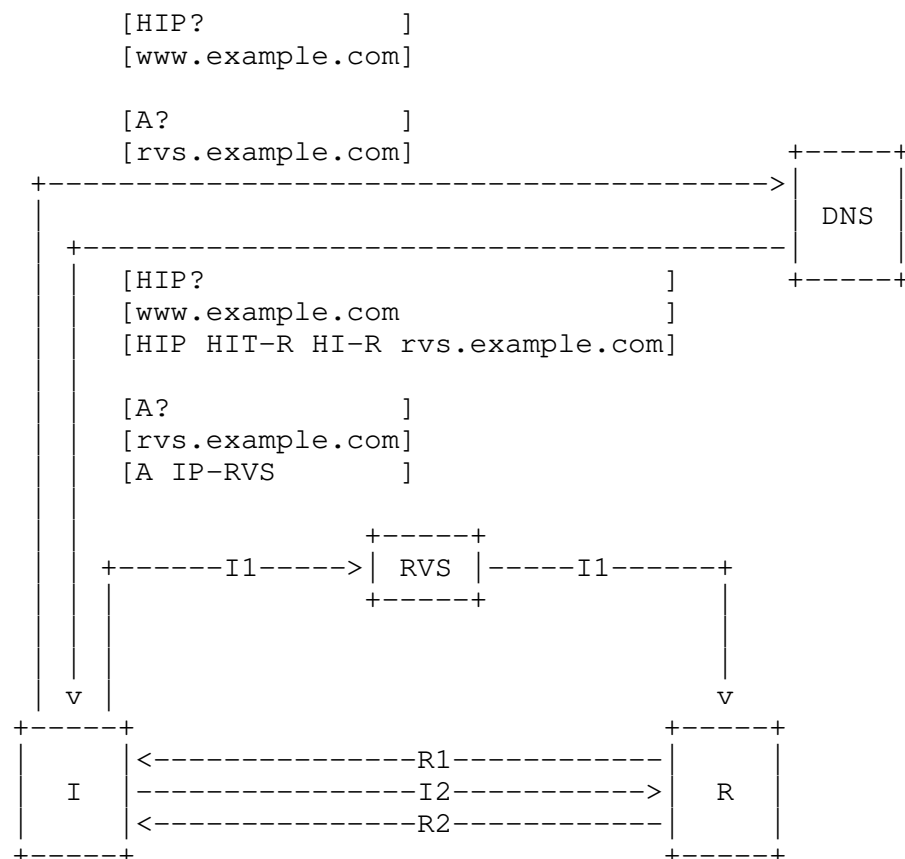 [HIP? ]
[www.example.com]
[A? ]
[rvs.example.com]
DNS
[HIP? ]
[www.example.com ]
[HIP HIT-R HI-R rvs.example.com]
[A? ]
[rvs.example.com]
[A IP-RVS ]
I1 RVS I1
R1
I I2 R
R2